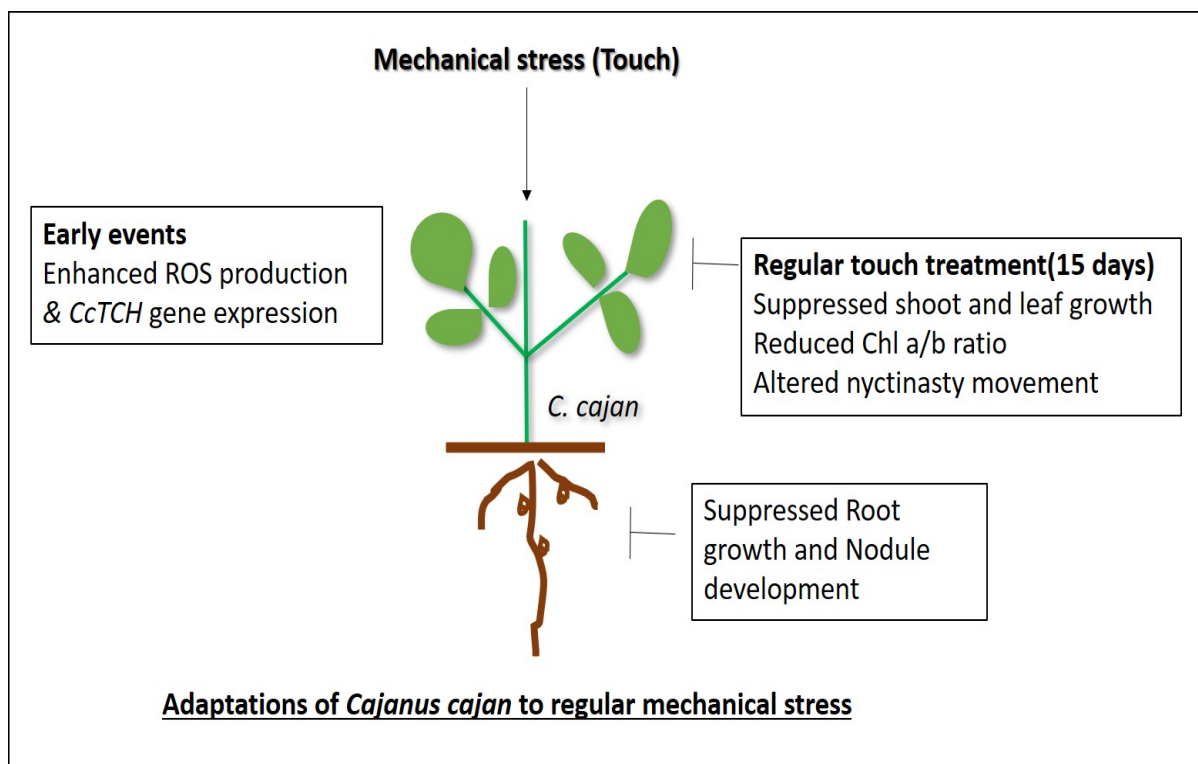 Mechanical stress (Touch)
Early events
Enhanced ROS production
& CcTCH gene expression
Regular touch treatment(15 days)
Suppressed shoot and leaf growth
Reduced Chl a/b ratio
Altered nyctinasty movement
C. cajan
Suppressed Root
growth and Nodule
development
Adaptations of Cajanus cajan to regular mechanical stress